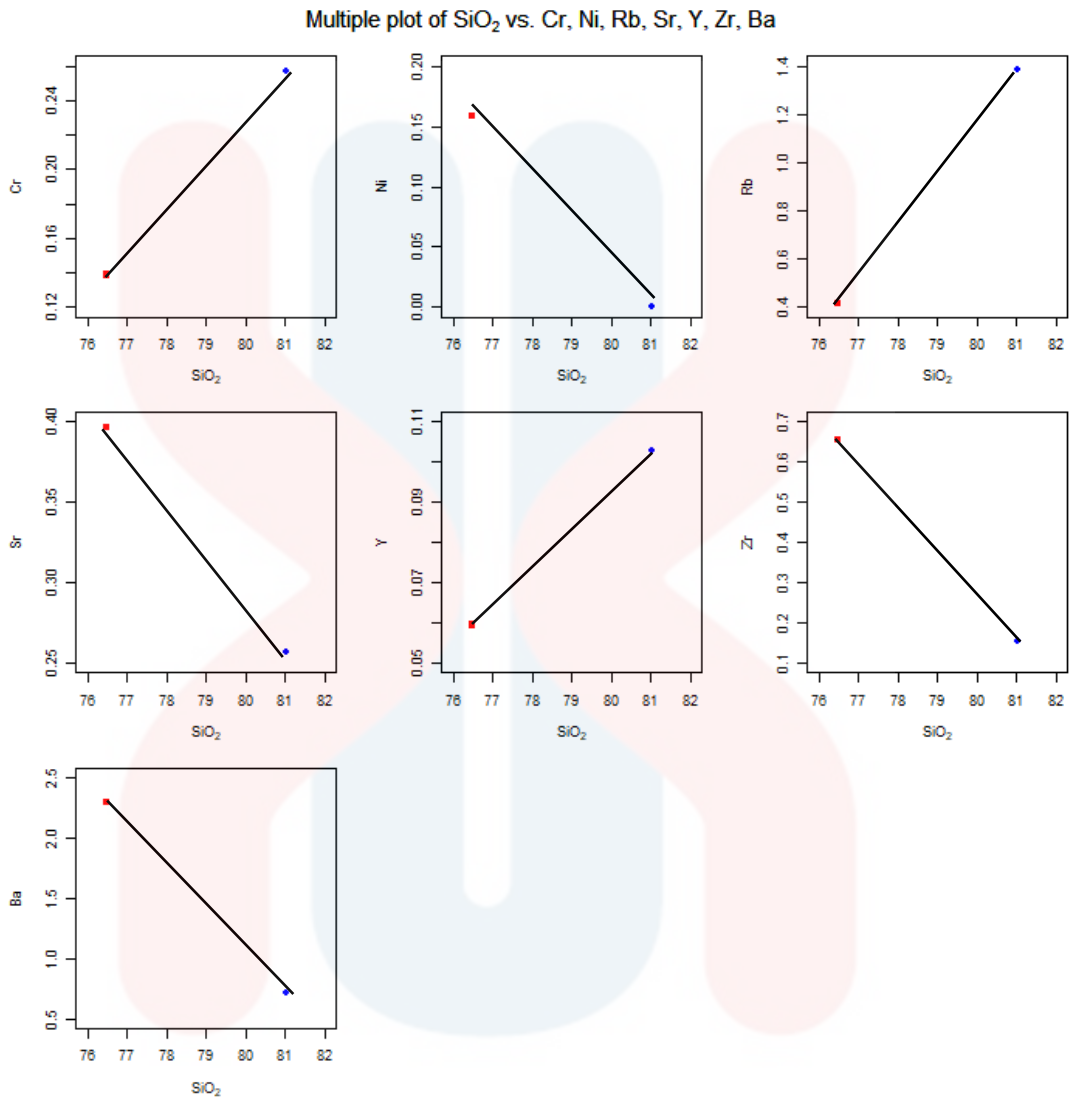 Multiple plot of SiO₂ vs. Cr, Ni, Rb, Sr, Y, Zr, Ba
Cr
0.12 0.16 0.20 0.24
76 77 78 79 80 81 82
SiO₂
Ni
0.00 0.05 0.10 0.15 0.20
76 77 78 79 80 81 82
SiO₂
Rb
0.4 0.6 0.8 1.0 1.2 1.4
76 77 78 79 80 81 82
SiO₂
Sr
0.25 0.30 0.35 0.40
76 77 78 79 80 81 82
SiO₂
Y
0.05 0.07 0.09 0.11
76 77 78 79 80 81 82
SiO₂
Zr
0.1 0.2 0.3 0.4 0.5 0.6 0.7
76 77 78 79 80 81 82
SiO₂
Ba
0.5 1.0 1.5 2.0 2.5
76 77 78 79 80 81 82
SiO₂